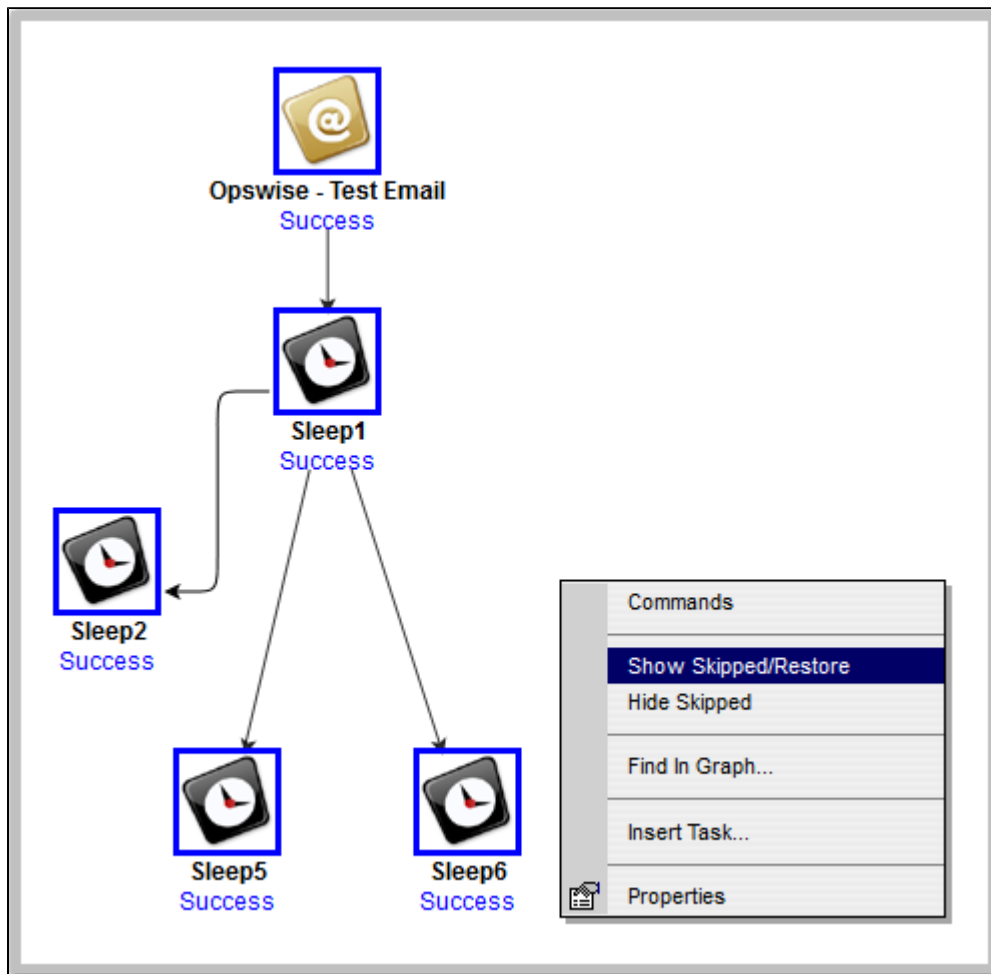 Opswise - Test Email
Success
Sleep1
Success
Sleep2
Success
Sleep5
Success
Sleep6
Success
Commands
Show Skipped/Restore
Hide Skipped
Find In Graph...
Insert Task...
Properties